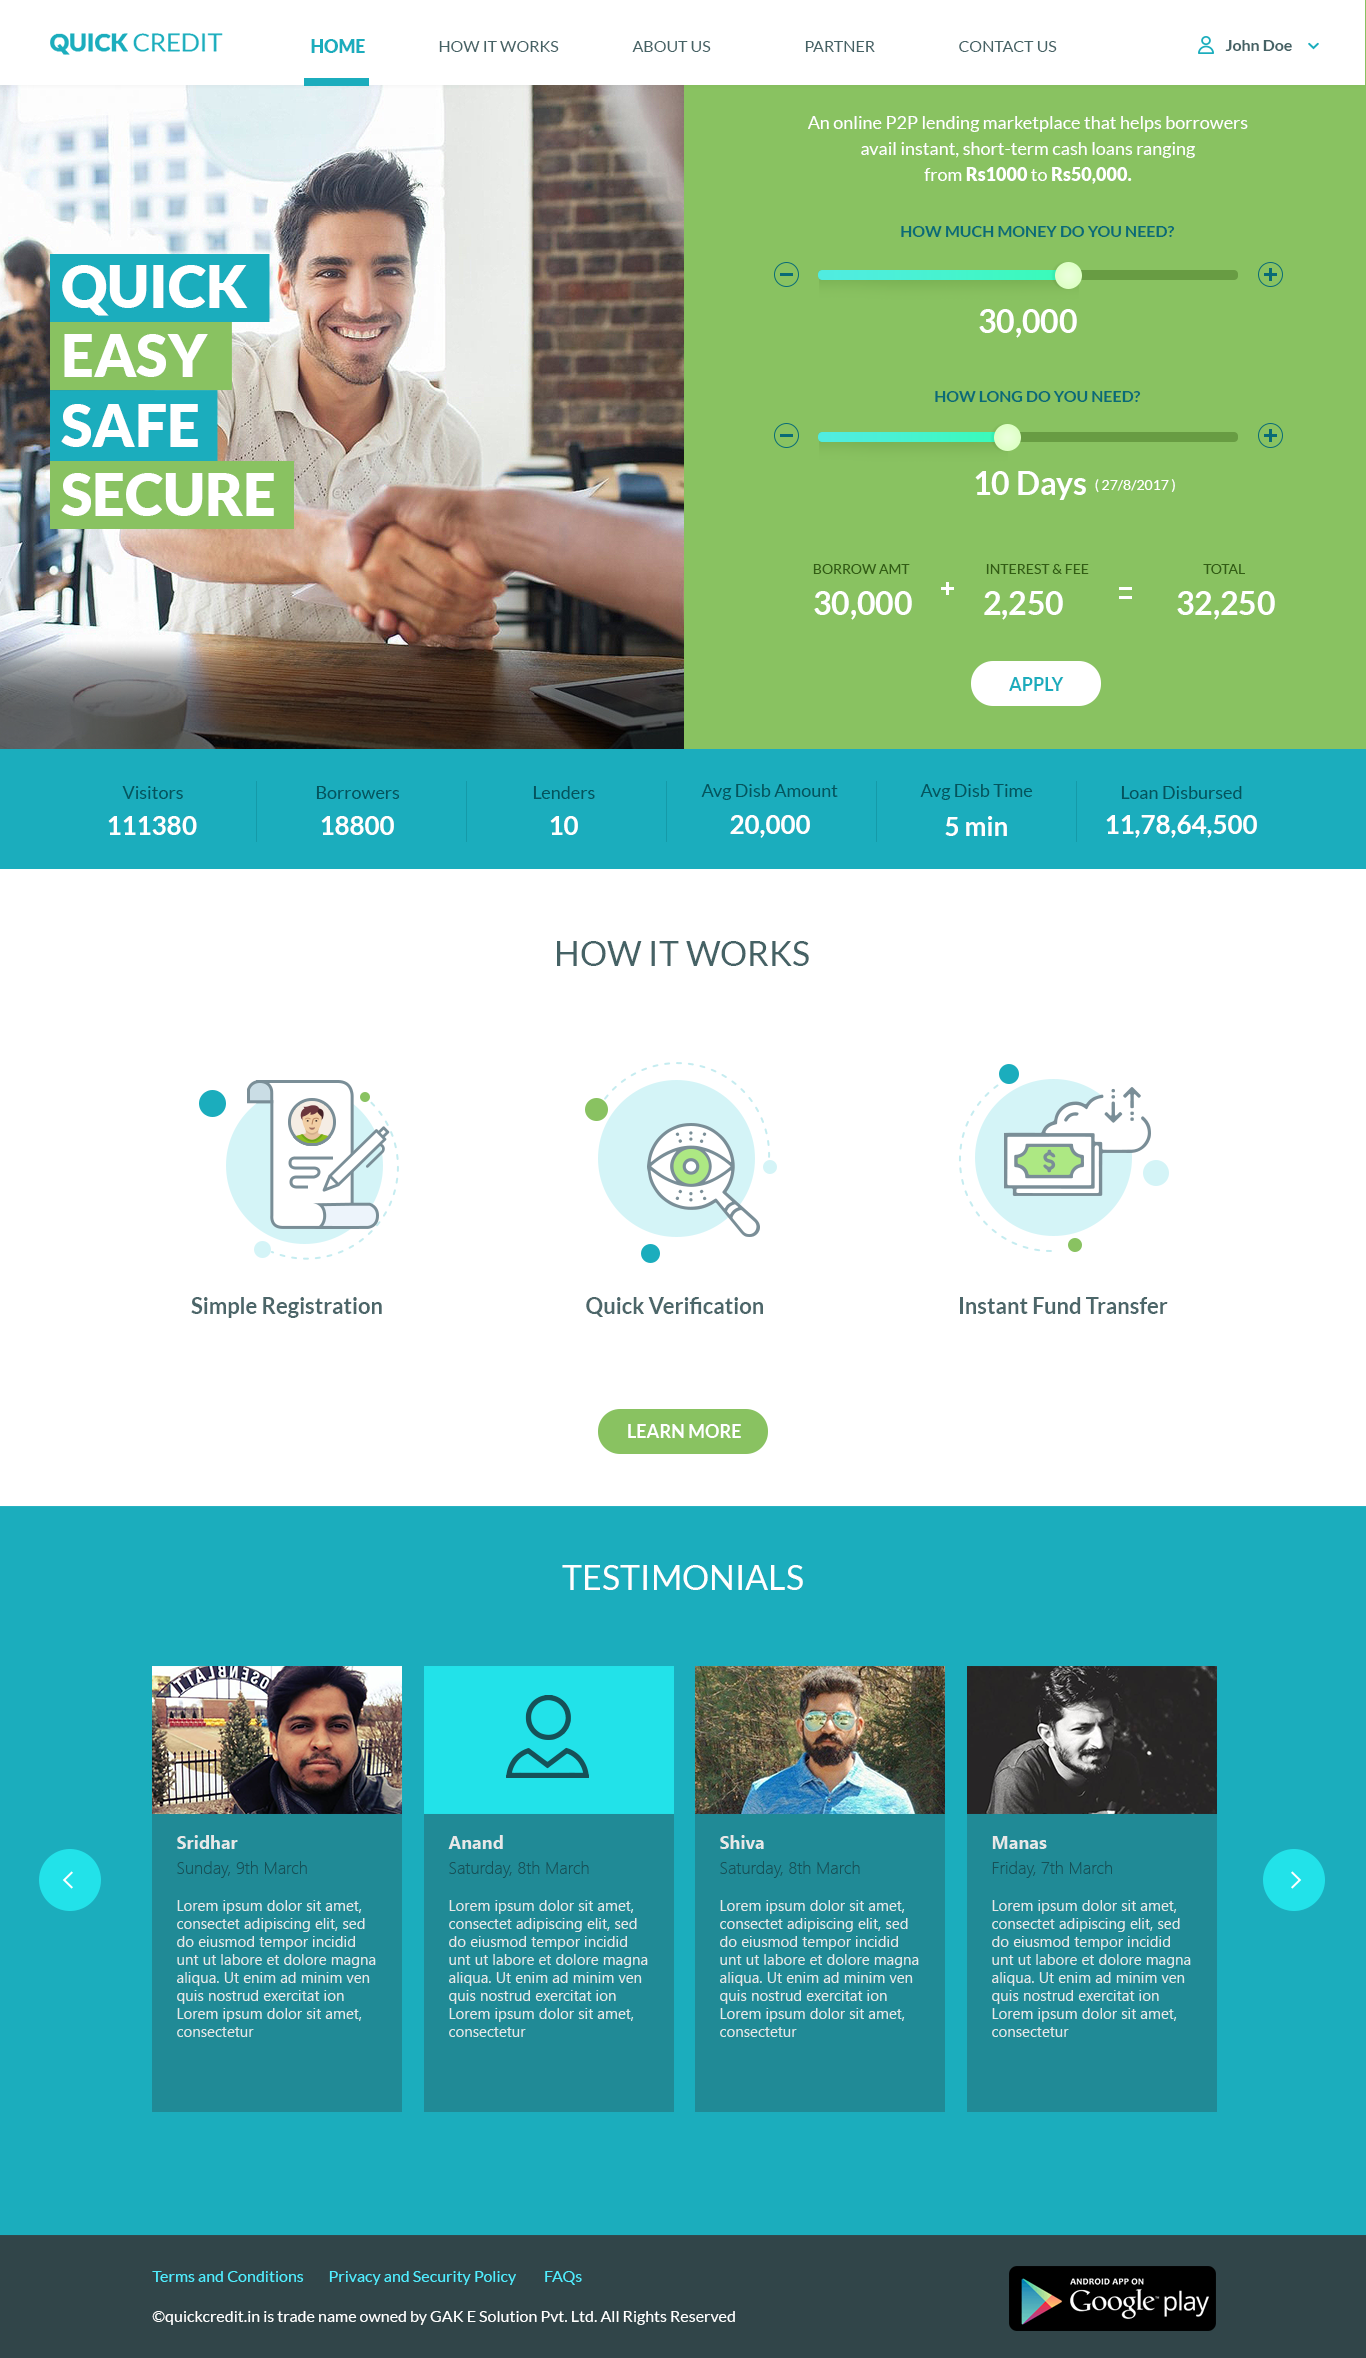 QUICK CREDIT
HOME
HOW IT WORKS
ABOUT US
PARTNER
CONTACT US
John Doe
QUICK
EASY
SAFE
SECURE
An online P2P lending marketplace that helps borrowers
avail instant, short-term cash loans ranging
from Rs1000 to Rs50,000.
HOW MUCH MONEY DO YOU NEED?
30,000
HOW LONG DO YOU NEED?
10 Days ( 27/8/2017 )
BORROW AMT
30,000
+
INTEREST & FEE
2,250
=
TOTAL
32,250
APPLY
Visitors
111380
Borrowers
18800
Lenders
10
Avg Disb Amount
20,000
Avg Disb Time
5 min
Loan Disbursed
11,78,64,500
HOW IT WORKS
$
Simple Registration
Quick Verification
Instant Fund Transfer
LEARN MORE
TESTIMONIALS
Sridhar
Sunday, 9th March
Lorem ipsum dolor sit amet,
consectet adipiscing elit, sed
do eiusmod tempor incidid
unt ut labore et dolore magna
aliqua. Ut enim ad minim ven
quis nostrud exercitat ion
Lorem ipsum dolor sit amet,
consectetur
Anand
Saturday, 8th March
Lorem ipsum dolor sit amet,
consectet adipiscing elit, sed
do eiusmod tempor incidid
unt ut labore et dolore magna
aliqua. Ut enim ad minim ven
quis nostrud exercitat ion
Lorem ipsum dolor sit amet,
consectetur
Shiva
Saturday, 8th March
Lorem ipsum dolor sit amet,
consectet adipiscing elit, sed
do eiusmod tempor incidid
unt ut labore et dolore magna
aliqua. Ut enim ad minim ven
quis nostrud exercitat ion
Lorem ipsum dolor sit amet,
consectetur
Manas
Friday, 7th March
Lorem ipsum dolor sit amet,
consectet adipiscing elit, sed
do eiusmod tempor incidid
unt ut labore et dolore magna
aliqua. Ut enim ad minim ven
quis nostrud exercitat ion
Lorem ipsum dolor sit amet,
consectetur
Terms and Conditions
Privacy and Security Policy
FAQs
©quickcredit.in is trade name owned by GAK E Solution Pvt. Ltd. All Rights Reserved
ANDROID APP ON
Google play